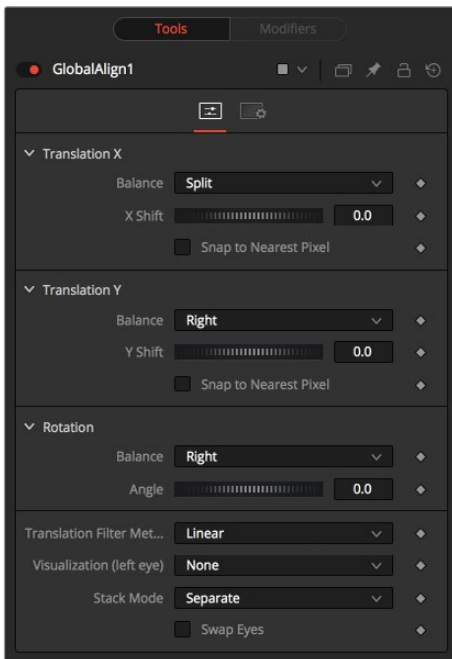 Tools Modifiers
GlobalAlign1
Translation X
Balance Split
X Shift 0.0
Snap to Nearest Pixel
Translation Y
Balance Right
Y Shift 0.0
Snap to Nearest Pixel
Rotation
Balance Right
Angle 0.0
Translation Filter Met... Linear
Visualization (left eye) None
Stack Mode Separate
Swap Eyes